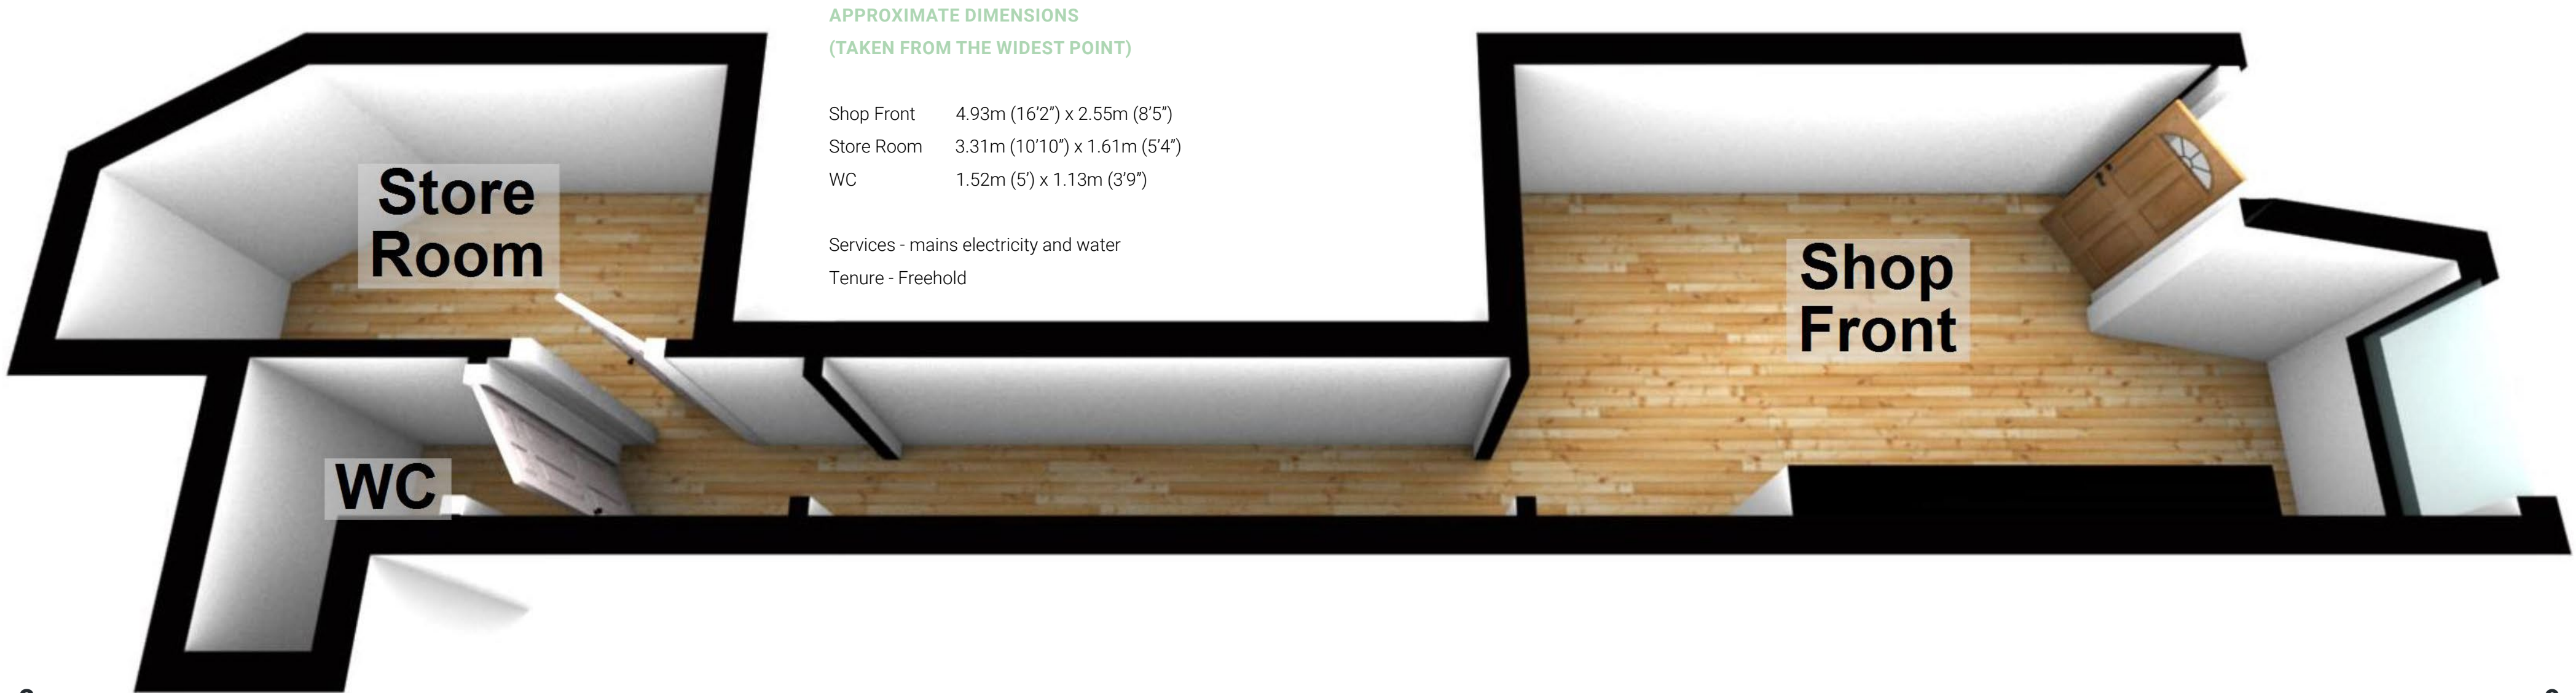 APPROXIMATE DIMENSIONS
(TAKEN FROM THE WIDEST POINT)
Shop Front 4.93m (16’2”) x 2.55m (8’5”)
Store Room 3.31m (10’10”) x 1.61m (5’4”)
WC 1.52m (5’) x 1.13m (3’9”)
Services - mains electricity and water
Tenure - Freehold
Store
Room
WC
Shop
Front